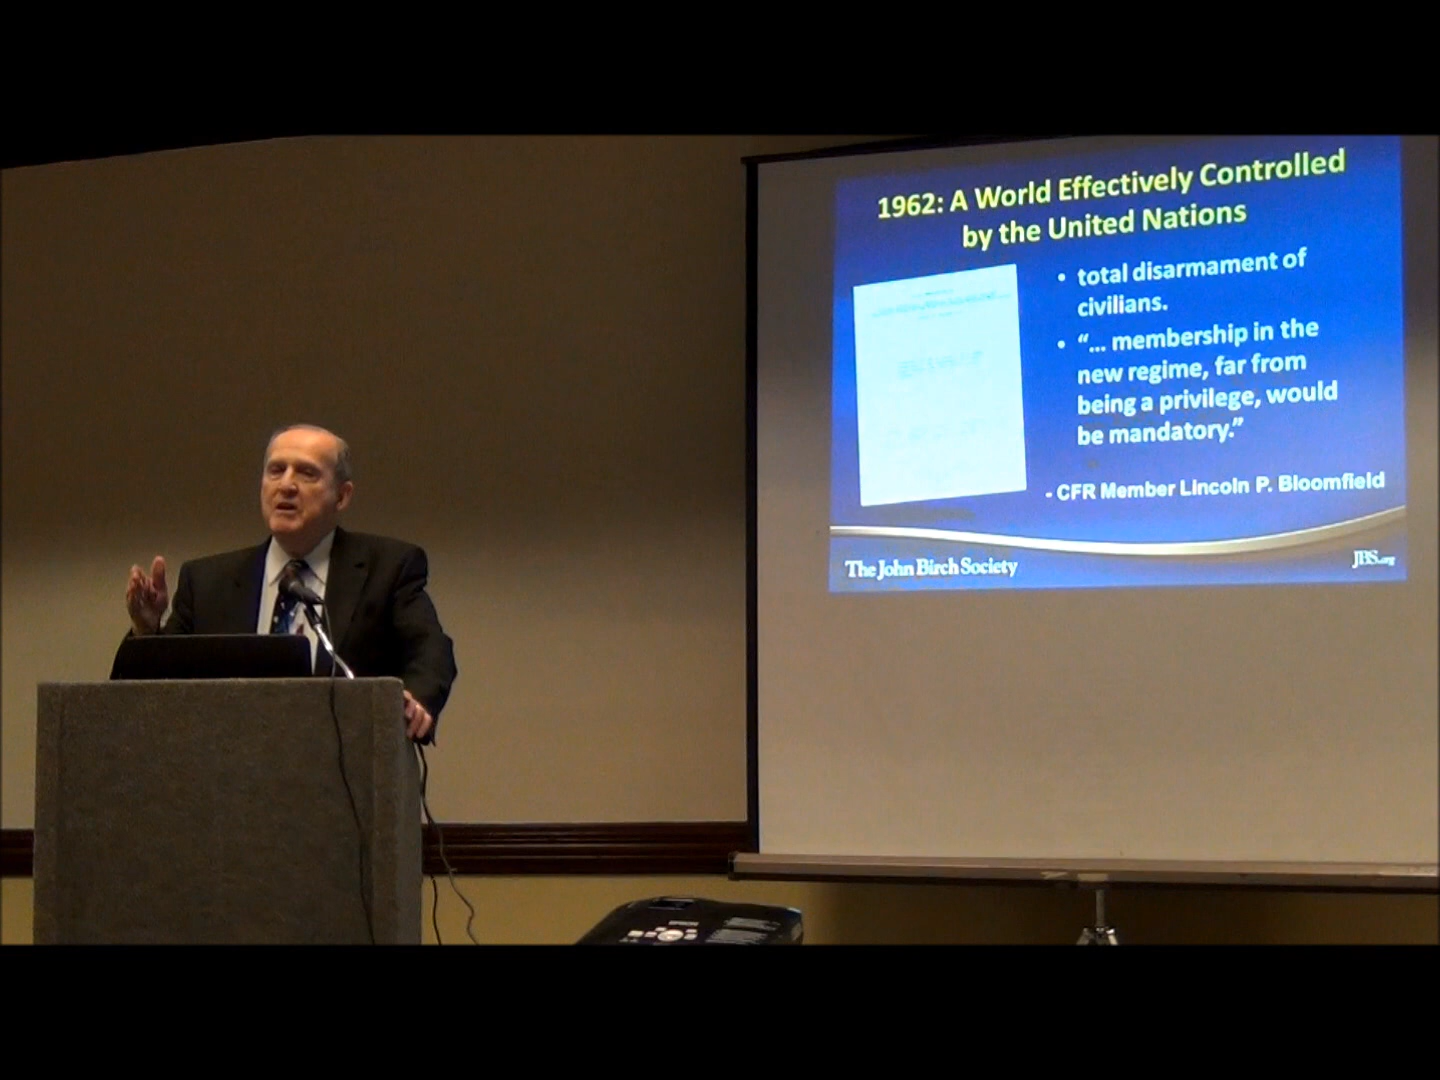 1962: A World Effectively Controlled
by the United Nations
• total disarmament of
civilians.
• “... membership in the
new regime, far from
being a privilege, would
be mandatory.”
- CFR Member Lincoln P. Bloomfield
The John Birch Society
JBS.org